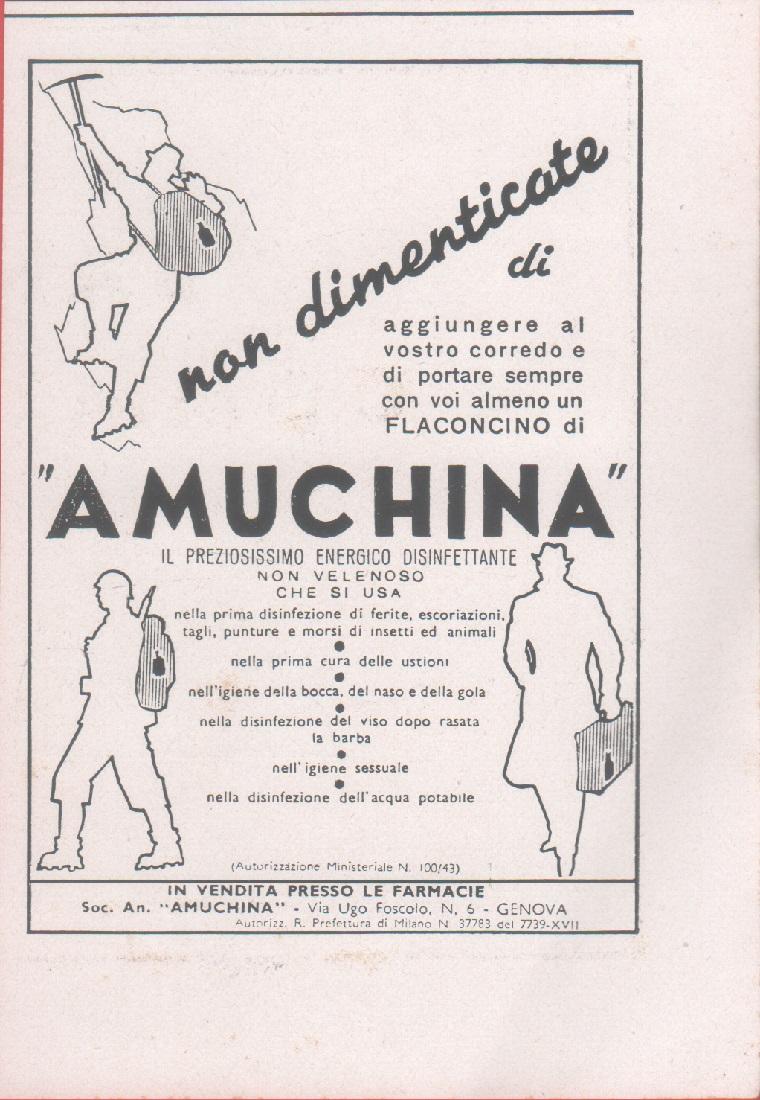 non dimenticate
di
aggiungere al
vostro corredo e
di portare sempre
con voi almeno un
FLACONCINO di
"AMUCHINA"
IL PREZIOSISSIMO ENERGICO DISINFETTANTE
NON VELENOSO
CHE SI USA
nella prima disinfezione di ferite, escoriazioni,
tagli, punture e morsi di insetti ed animali
●
nella prima cura delle ustioni
●
nell'igiene della bocca, del naso e della gola
●
nella disinfezione del viso dopo rasata
la barba
●
nell'igiene sessuale
●
nella disinfezione dell'acqua potabile
(Autorizzazione Ministeriale N. 100/43)
IN VENDITA PRESSO LE FARMACIE
Soc. An. "AMUCHINA" - Via Ugo Foscolo, N, 6 - GENOVA
Autorizz. R. Prefettura di Milano N 37783 del 7739-XVII